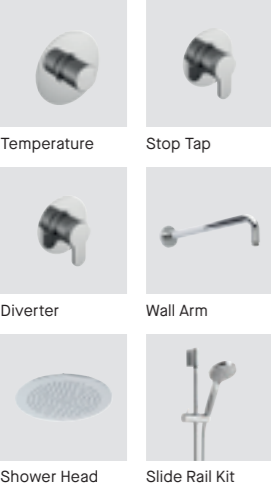 Temperature
Stop Tap
Diverter
Wall Arm
Shower Head
Slide Rail Kit